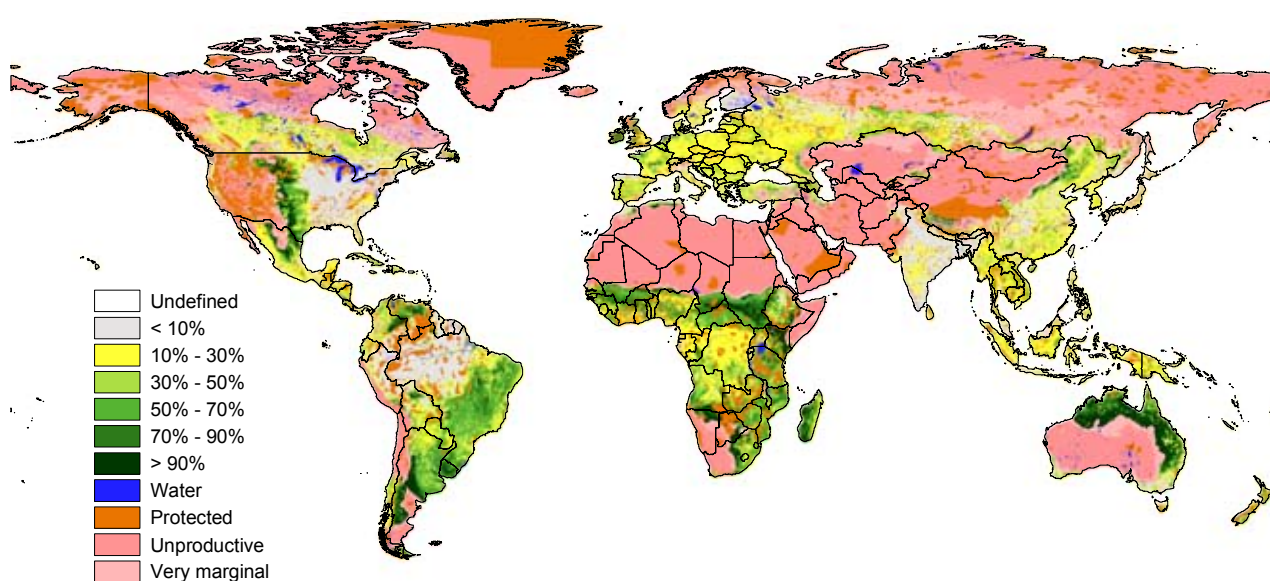 Undefined
< 10%
10% - 30%
30% - 50%
50% - 70%
70% - 90%
> 90%
Water
Protected
Unproductive
Very marginal